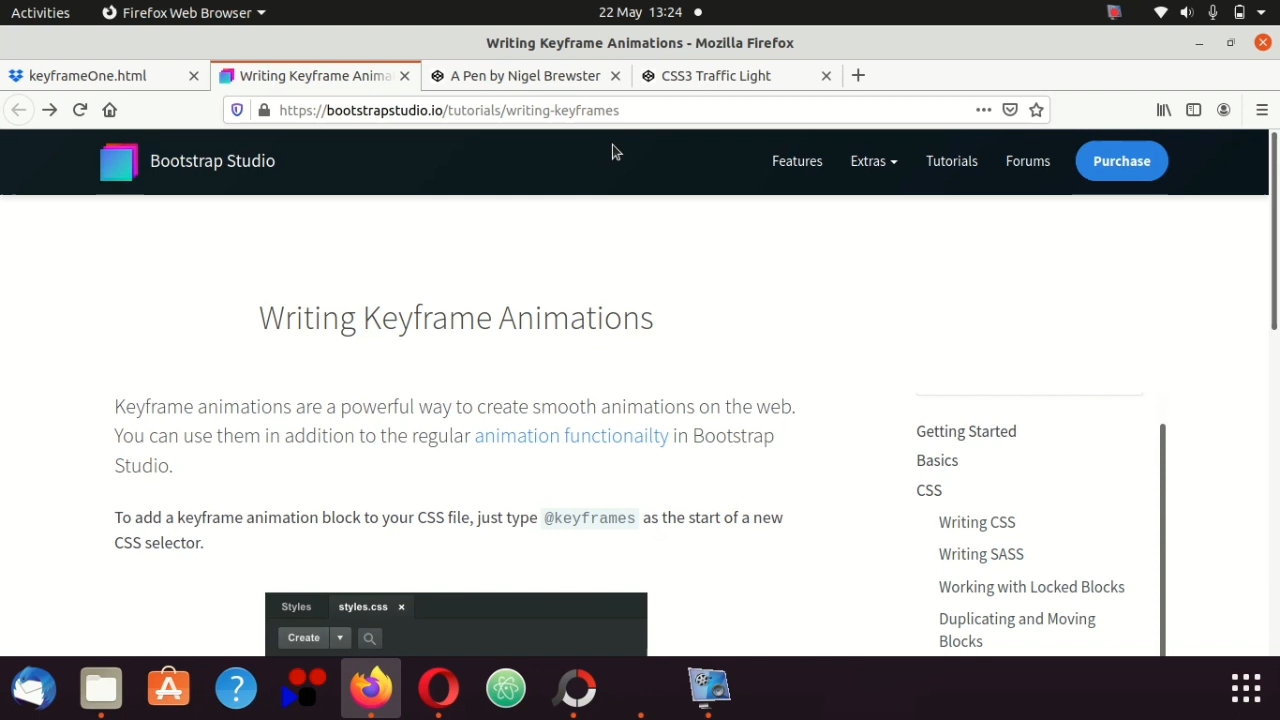 Activities
Firefox Web Browser
22 May 13:24
Writing Keyframe Animations - Mozilla Firefox
keyframeOne.html
Writing Keyframe Anima
A Pen by Nigel Brewster
CSS3 Traffic Light
https://bootstrapstudio.io/tutorials/writing-keyframes
Bootstrap Studio
Features
Extras
Tutorials
Forums
Purchase
Writing Keyframe Animations
Keyframe animations are a powerful way to create smooth animations on the web.
You can use them in addition to the regular animation functionailty in Bootstrap
Studio.
To add a keyframe animation block to your CSS file, just type @keyframes as the start of a new
CSS selector.
Styles
styles.css
Create
Getting Started
Basics
CSS
Writing CSS
Writing SASS
Working with Locked Blocks
Duplicating and Moving
Blocks